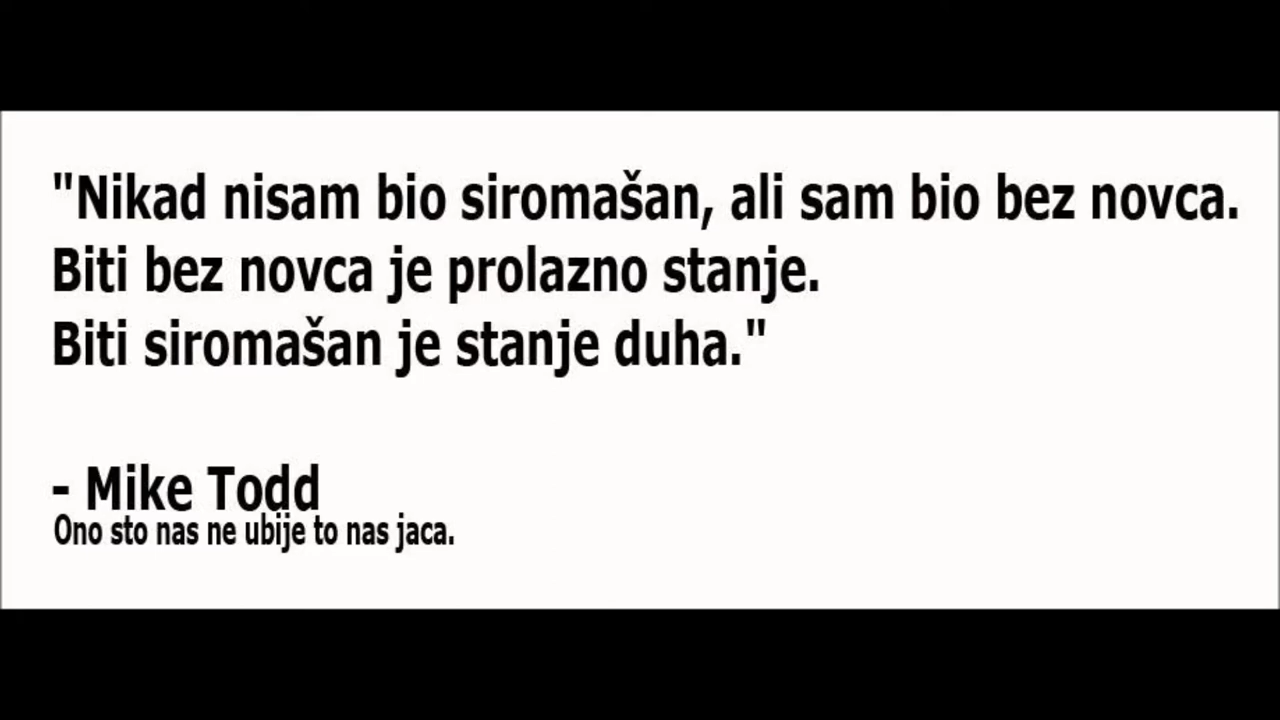 "Nikad nisam bio siromašan, ali sam bio bez novca.
Biti bez novca je prolazno stanje.
Biti siromašan je stanje duha."
- Mike Todd
Ono sto nas ne ubije to nas jaca.